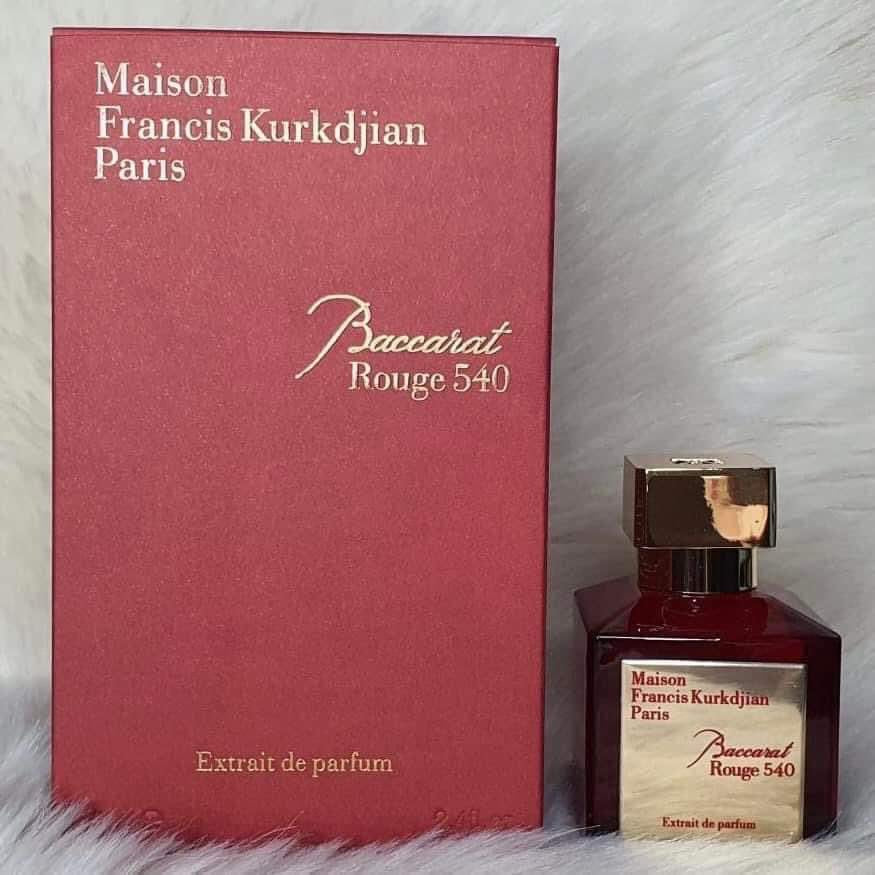 Maison
Francis Kurkdjian
Paris
Baccarat
Rouge 540
Extrait de parfum
Maison
Francis Kurkdjian
Paris
Baccarat
Rouge 540
Extrait de parfum